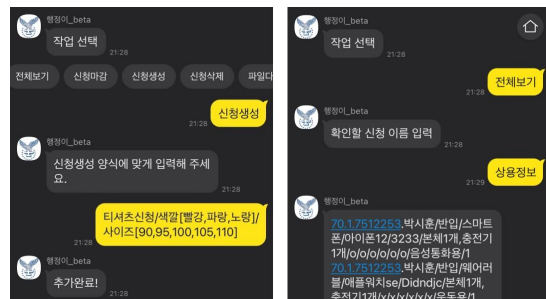 행정이_beta
작업 선택
21:28
전체보기 신청마감 신청생성 신청삭제 파일다
21:28
신청생성
행정이_beta
신청생성 양식에 맞게 입력해 주세
요.
21:28
티셔츠신청/색깔[빨강,파랑,노랑]/
사이즈[90,95,100,105,110]
21:28
행정이_beta
추가완료!
21:28
행정이_beta
작업 선택
21:28
전체보기
21:28
행정이_beta
확인할 신청 이름 입력
21:28
상용정보
21:29
행정이_beta
70.1.7512253.박시훈/반입/스마트
폰/아이폰12/3233/본체1개,충전기
1개/o/o/o/o/o/o/음성통화용/1
70.1.7512253.박시훈/반입/웨어러
블/애플워치se/Didndjc/본체1개,
충전기1개/x/x/x/x/x/x/운동용/1